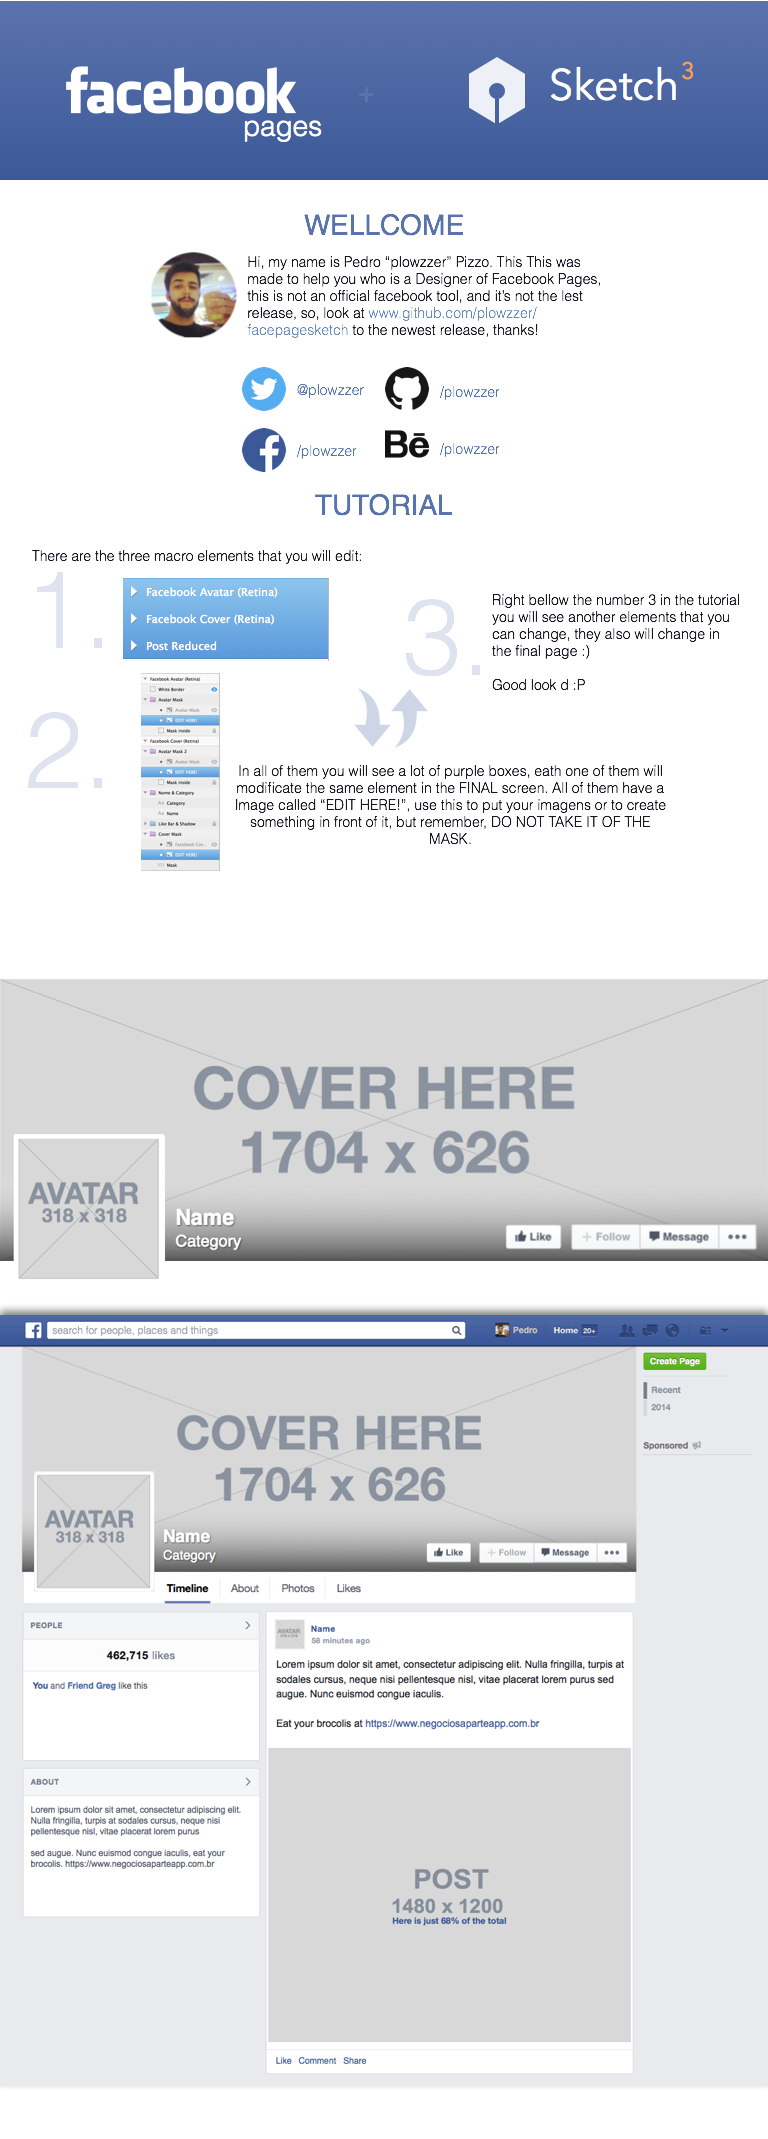 facebook
pages
+
Sketch 3
WELLCOME
Hi, my name is Pedro “plowzzer” Pizzo. This This was
made to help you who is a Designer of Facebook Pages,
this is not an official facebook tool, and it’s not the lest
release, so, look at www.github.com/plowzzer/
facepagesketch to the newest release, thanks!
@plowzzer
/plowzzer
/plowzzer
Bē
/plowzzer
TUTORIAL
There are the three macro elements that you will edit:
1.
Facebook Avatar (Retina)
Facebook Cover (Retina)
Post Reduced
3.
Right bellow the number 3 in the tutorial
you will see another elements that you
can change, they also will change in
the final page :)
Good look d :P
2.
Facebook Avatar (Retina)
White Border
Avatar Mask
Avatar Mask
EDIT HERE!
Mask inside
Facebook Cover (Retina)
Avatar Mask 2
Avatar Mask
EDIT HERE!
Mask inside
Name & Category
Aa Category
Aa Name
Like Bar & Shadow
Cover Mask
Facebook Cov...
EDIT HERE!
Mask
In all of them you will see a lot of purple boxes, eath one of them will
modificate the same element in the FINAL screen. All of them have a
Image called “EDIT HERE!”, use this to put your imagens or to create
something in front of it, but remember, DO NOT TAKE IT OF THE
MASK.
COVER HERE
1704 x 626
AVATAR
318 x 318
Name
Category
Like
+ Follow
Message
•••
f
search for people, places and things
Pedro
Home 20+
Create Page
Recent
2014
Sponsored
COVER HERE
1704 x 626
AVATAR
318 x 318
Name
Category
Like
+ Follow
Message
•••
Timeline
About
Photos
Likes
PEOPLE
462,715 likes
You and Friend Greg like this
ABOUT
Lorem ipsum dolor sit amet, consectetur adipiscing elit.
Nulla fringilla, turpis at sodales cursus, neque nisi
pellentesque nisl, vitae placerat lorem purus
sed augue. Nunc euismod congue iaculis, eat your
brocolis. https://www.negociosaparteapp.com.br
AVATAR
318 x 318
Name
58 minutes ago
Lorem ipsum dolor sit amet, consectetur adipiscing elit. Nulla fringilla, turpis at
sodales cursus, neque nisi pellentesque nisl, vitae placerat lorem purus sed
augue. Nunc euismod congue iaculis.
Eat your brocolis at https://www.negociosaparteapp.com.br
POST
1480 x 1200
Here is just 68% of the total
Like Comment Share